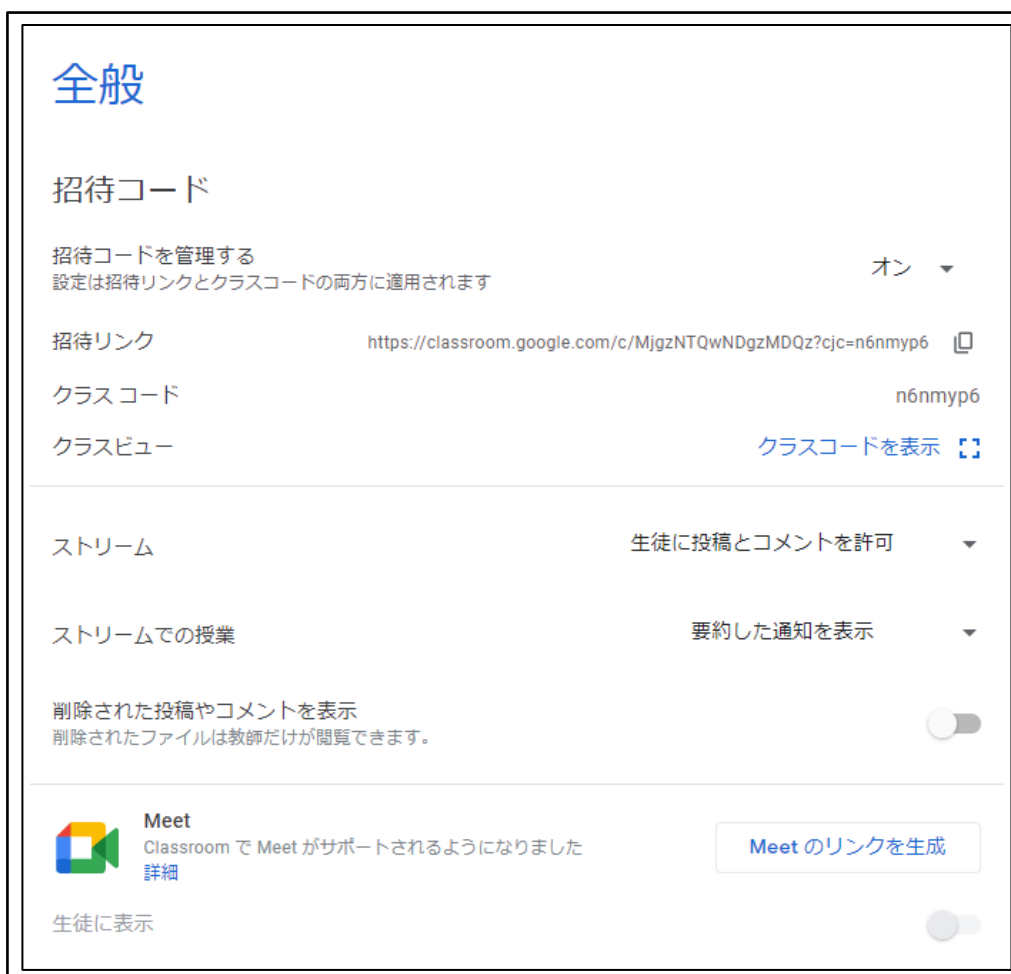 全般
招待コード
招待コードを管理する
設定は招待リンクとクラスコードの両方に適用されます
オン
招待リンク https://classroom.google.com/c/MjgzNTQwNDgzMDQz?cjc=n6nmyp6
クラス コード n6nmyp6
クラスビュー クラスコードを表示
ストリーム 生徒に投稿とコメントを許可
ストリームでの授業 要約した通知を表示
削除された投稿やコメントを表示
削除されたファイルは教師だけが閲覧できます。
Meet
Classroom で Meet がサポートされるようになりました
詳細
Meet のリンクを生成
生徒に表示